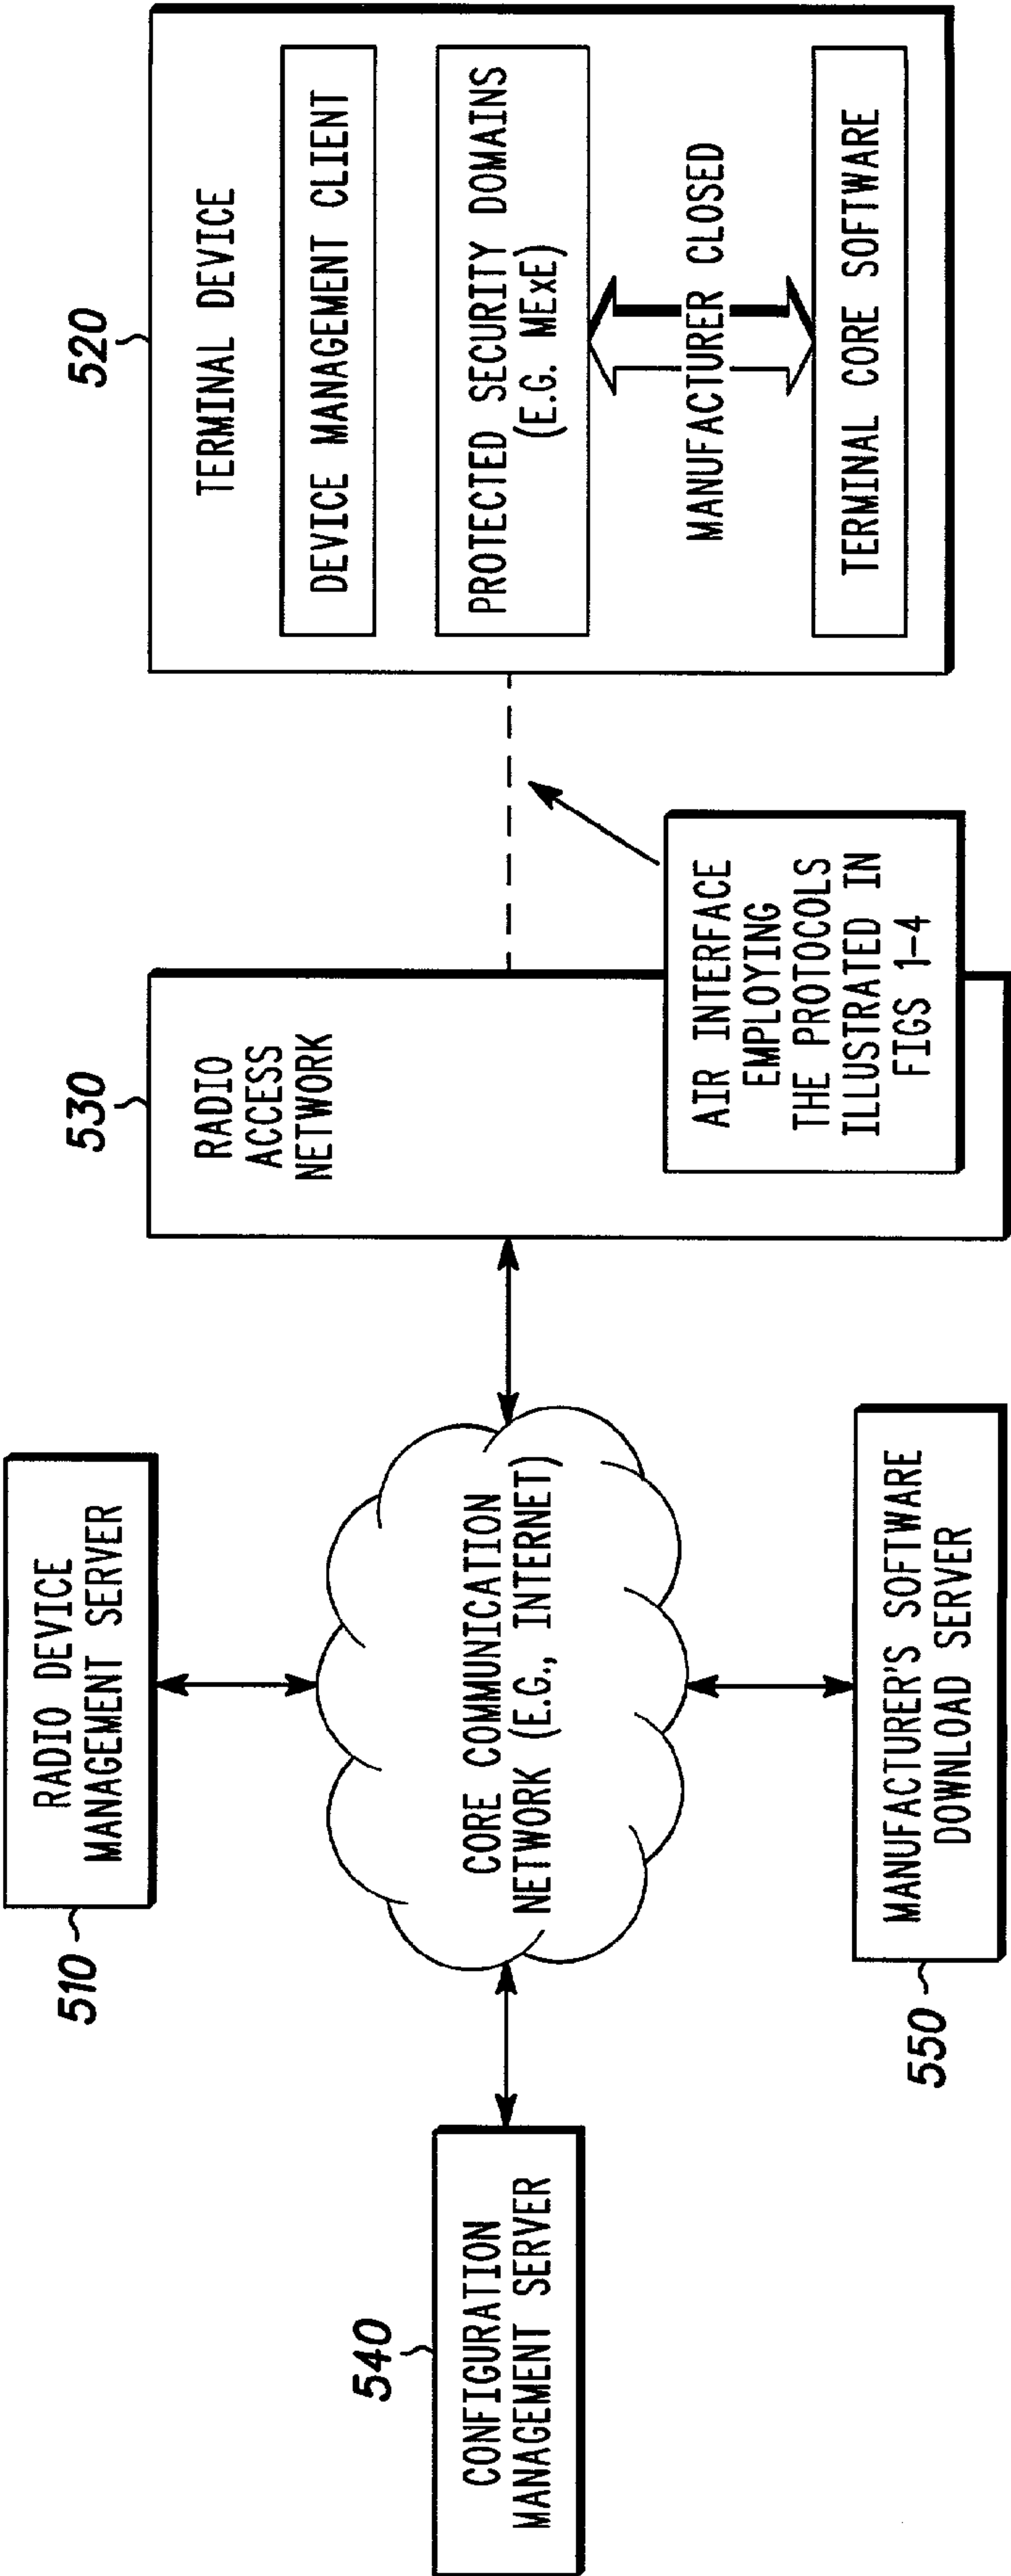 510
RADIO DEVICE
MANAGEMENT SERVER
540
CONFIGURATION
MANAGEMENT SERVER
CORE COMMUNICATION
NETWORK (E.G., INTERNET)
550
MANUFACTURER'S SOFTWARE
DOWNLOAD SERVER
530
RADIO
ACCESS
NETWORK
AIR INTERFACE
EMPLOYING
THE PROTOCOLS
ILLUSTRATED IN
FIGS 1-4
520
TERMINAL DEVICE
DEVICE MANAGEMENT CLIENT
PROTECTED SECURITY DOMAINS
(E.G. MExE)
MANUFACTURER CLOSED
TERMINAL CORE SOFTWARE